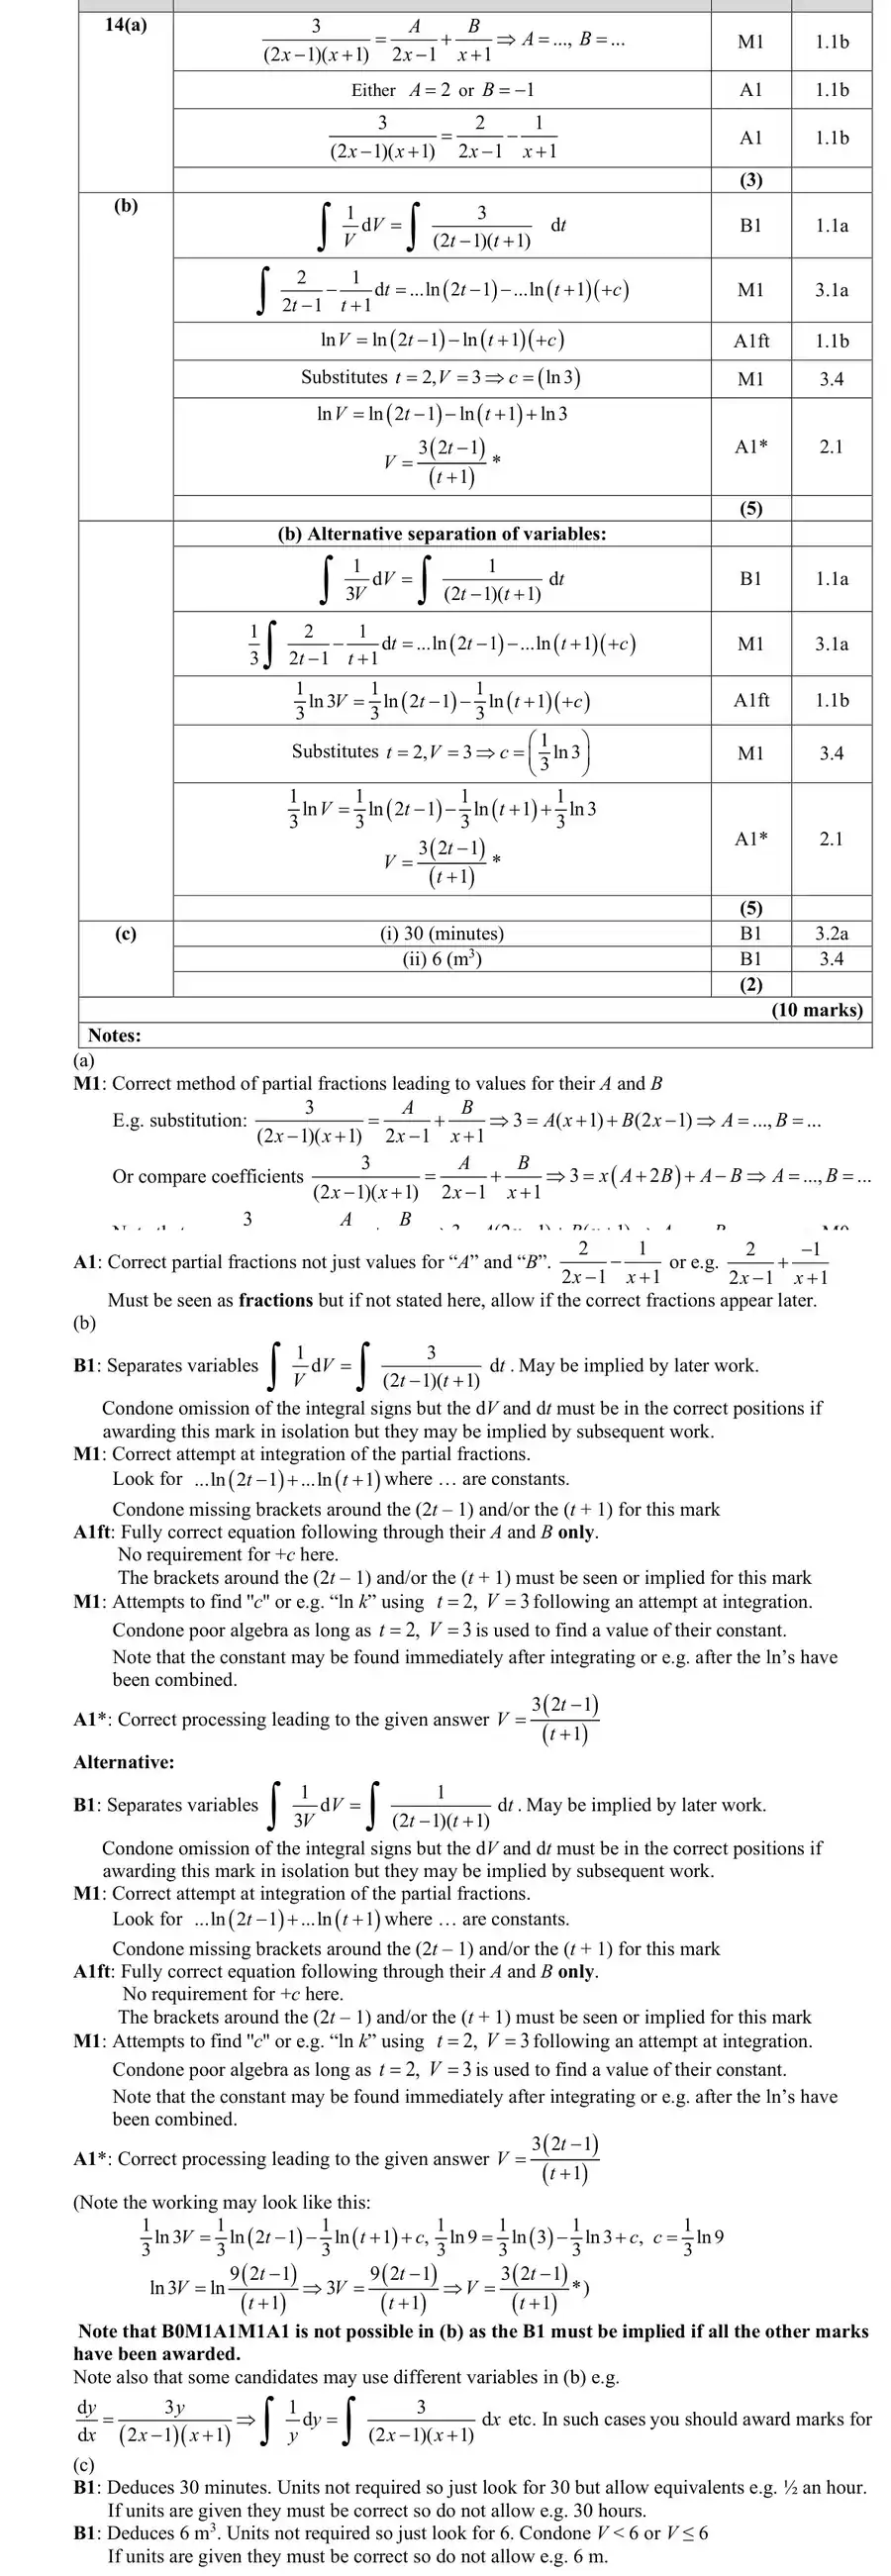 14(a) 3/((2x−1)(x+1)) = A/(2x−1) + B/(x+1) ⇒ A = ..., B = ... M1 1.1b
Either A = 2 or B = −1 A1 1.1b
3/((2x−1)(x+1)) = 2/(2x−1) − 1/(x+1) A1 1.1b
(3)
(b) ∫ 1/V dV = ∫ 3/((2t−1)(t+1)) dt B1 1.1a
∫ 2/(2t−1) − 1/(t+1) dt = ...ln(2t−1) − ...ln(t+1)(+c) M1 3.1a
ln V = ln(2t−1) − ln(t+1)(+c) A1ft 1.1b
Substitutes t = 2, V = 3 ⇒ c = (ln 3) M1 3.4
ln V = ln(2t−1) − ln(t+1) + ln 3
V = 3(2t−1)/(t+1) * A1* 2.1
(5)
(b) Alternative separation of variables:
∫ 1/3V dV = ∫ 1/((2t−1)(t+1)) dt B1 1.1a
1/3 ∫ 2/(2t−1) − 1/(t+1) dt = ...ln(2t−1) − ...ln(t+1)(+c) M1 3.1a
1/3 ln 3V = 1/3 ln(2t−1) − 1/3 ln(t+1)(+c) A1ft 1.1b
Substitutes t = 2, V = 3 ⇒ c = (1/3 ln 3) M1 3.4
1/3 ln V = 1/3 ln(2t−1) − 1/3 ln(t+1) + 1/3 ln 3
V = 3(2t−1)/(t+1) * A1* 2.1
(5)
(c) (i) 30 (minutes) B1 3.2a
(ii) 6 (m³) B1 3.4
(2)
(10 marks)
Notes:
(a)
M1: Correct method of partial fractions leading to values for their A and B
E.g. substitution: 3/((2x−1)(x+1)) = A/(2x−1) + B/(x+1) ⇒ 3 = A(x+1) + B(2x−1) ⇒ A = ..., B = ...
Or compare coefficients 3/((2x−1)(x+1)) = A/(2x−1) + B/(x+1) ⇒ 3 = x(A+2B) + A − B ⇒ A = ..., B = ...
3 A B
A1: Correct partial fractions not just values for “A” and “B”. 2/(2x−1) − 1/(x+1) or e.g. 2/(2x−1) + −1/(x+1)
Must be seen as fractions but if not stated here, allow if the correct fractions appear later.
(b)
B1: Separates variables ∫ 1/V dV = ∫ 3/((2t−1)(t+1)) dt . May be implied by later work.
Condone omission of the integral signs but the dV and dt must be in the correct positions if
awarding this mark in isolation but they may be implied by subsequent work.
M1: Correct attempt at integration of the partial fractions.
Look for ...ln(2t−1) + ...ln(t+1) where … are constants.
Condone missing brackets around the (2t – 1) and/or the (t + 1) for this mark
A1ft: Fully correct equation following through their A and B only.
No requirement for +c here.
The brackets around the (2t – 1) and/or the (t + 1) must be seen or implied for this mark
M1: Attempts to find "c" or e.g. “ln k” using t = 2, V = 3 following an attempt at integration.
Condone poor algebra as long as t = 2, V = 3 is used to find a value of their constant.
Note that the constant may be found immediately after integrating or e.g. after the ln’s have
been combined.
A1*: Correct processing leading to the given answer V = 3(2t−1)/(t+1)
Alternative:
B1: Separates variables ∫ 1/3V dV = ∫ 1/((2t−1)(t+1)) dt . May be implied by later work.
Condone omission of the integral signs but the dV and dt must be in the correct positions if
awarding this mark in isolation but they may be implied by subsequent work.
M1: Correct attempt at integration of the partial fractions.
Look for ...ln(2t−1) + ...ln(t+1) where … are constants.
Condone missing brackets around the (2t – 1) and/or the (t + 1) for this mark
A1ft: Fully correct equation following through their A and B only.
No requirement for +c here.
The brackets around the (2t – 1) and/or the (t + 1) must be seen or implied for this mark
M1: Attempts to find "c" or e.g. “ln k” using t = 2, V = 3 following an attempt at integration.
Condone poor algebra as long as t = 2, V = 3 is used to find a value of their constant.
Note that the constant may be found immediately after integrating or e.g. after the ln’s have
been combined.
A1*: Correct processing leading to the given answer V = 3(2t−1)/(t+1)
(Note the working may look like this:
1/3 ln 3V = 1/3 ln(2t−1) − 1/3 ln(t+1) + c, 1/3 ln 9 = 1/3 ln(3) − 1/3 ln 3 + c, c = 1/3 ln 9
ln 3V = ln 9(2t−1)/(t+1) ⇒ 3V = 9(2t−1)/(t+1) ⇒ V = 3(2t−1)/(t+1) *)
Note that B0M1A1M1A1 is not possible in (b) as the B1 must be implied if all the other marks
have been awarded.
Note also that some candidates may use different variables in (b) e.g.
dy/dx = 3y/((2x−1)(x+1)) ⇒ ∫ 1/y dy = ∫ 3/((2x−1)(x+1)) dx etc. In such cases you should award marks for
(c)
B1: Deduces 30 minutes. Units not required so just look for 30 but allow equivalents e.g. ½ an hour.
If units are given they must be correct so do not allow e.g. 30 hours.
B1: Deduces 6 m³. Units not required so just look for 6. Condone V < 6 or V ≤ 6
If units are given they must be correct so do not allow e.g. 6 m.